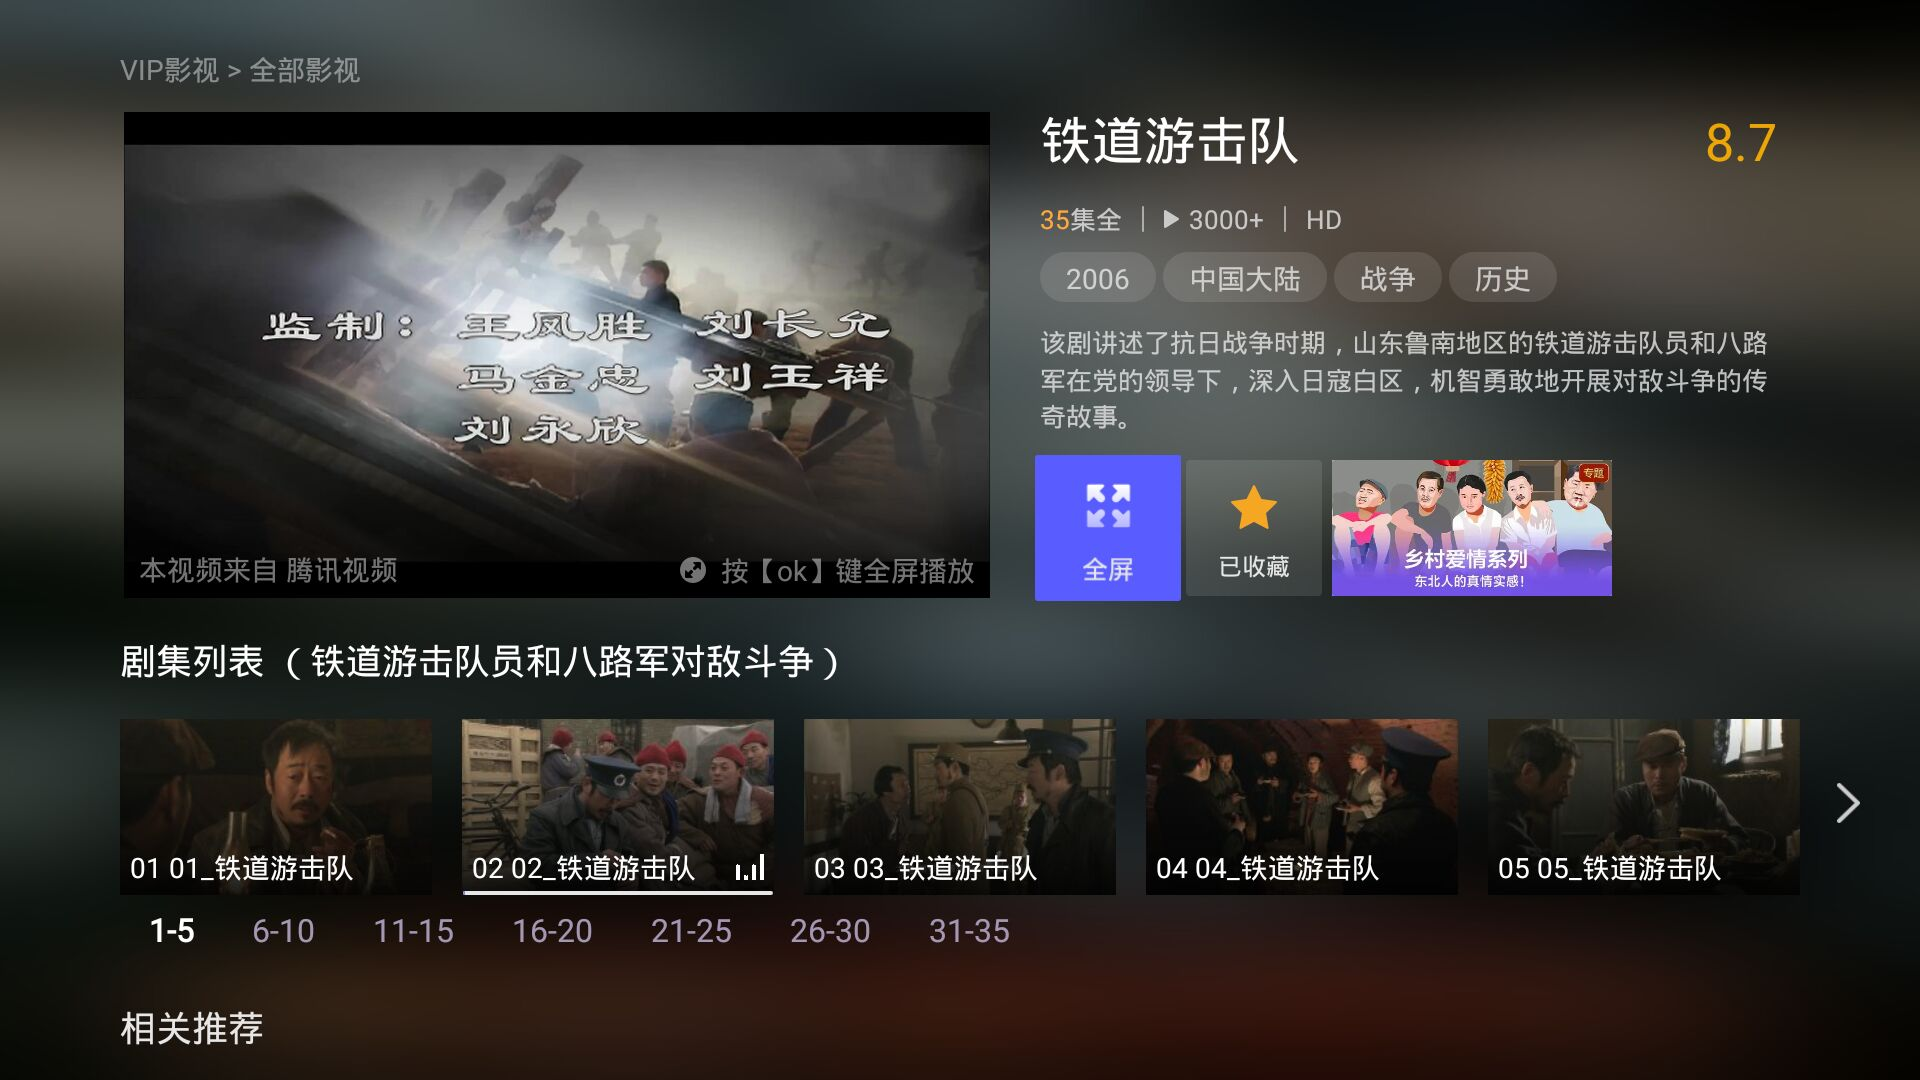 VIP影视 > 全部影视
监制： 王凤胜 刘长允
马金忠 刘玉祥
刘永欣
本视频来自 腾讯视频
按【ok】键全屏播放
铁道游击队
8.7
35集全 | 3000+ | HD
2006 中国大陆 战争 历史
该剧讲述了抗日战争时期，山东鲁南地区的铁道游击队员和八路
军在党的领导下，深入日寇白区，机智勇敢地开展对敌斗争的传
奇故事。
全屏
已收藏
专题
乡村爱情系列
东北人的真情实感！
剧集列表 （铁道游击队员和八路军对敌斗争）
01 01_铁道游击队
02 02_铁道游击队
03 03_铁道游击队
04 04_铁道游击队
05 05_铁道游击队
1-5 6-10 11-15 16-20 21-25 26-30 31-35
相关推荐